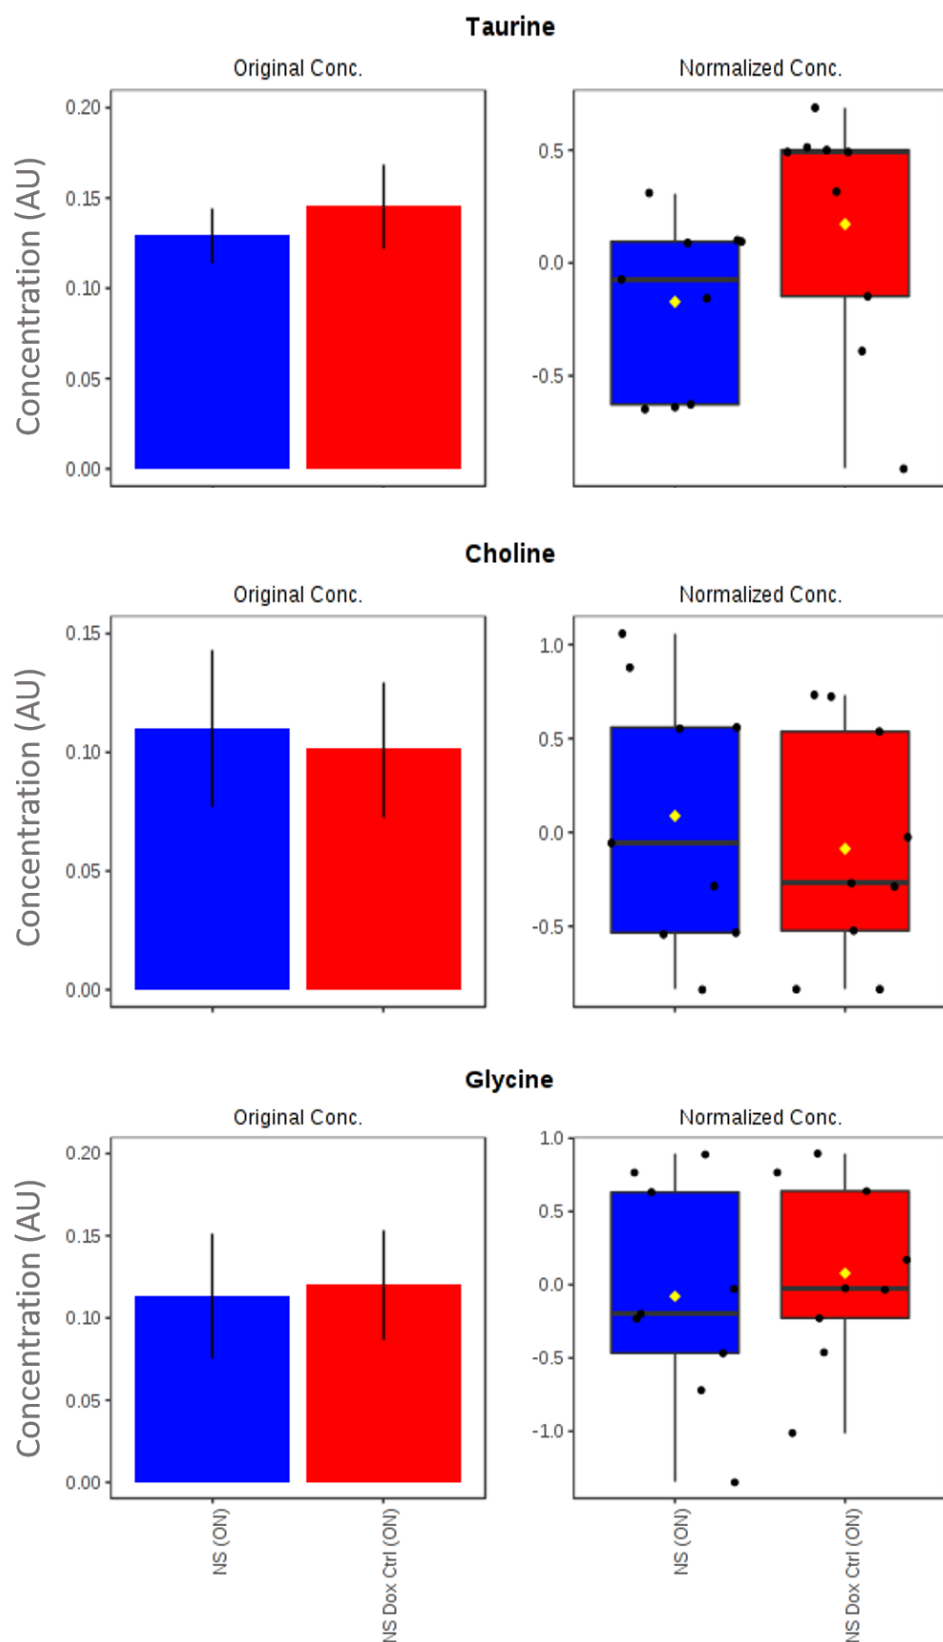 Taurine
Original Conc.
Normalized Conc.
Concentration (AU)
0.20
0.15
0.10
0.05
0.00
0.5
0.0
-0.5
Choline
Original Conc.
Normalized Conc.
Concentration (AU)
0.15
0.10
0.05
0.00
1.0
0.5
0.0
-0.5
Glycine
Original Conc.
Normalized Conc.
Concentration (AU)
0.20
0.15
0.10
0.05
0.00
1.0
0.5
0.0
-0.5
-1.0
NS (ON)
NS Dox Ctrl (ON)
NS (ON)
NS Dox Ctrl (ON)